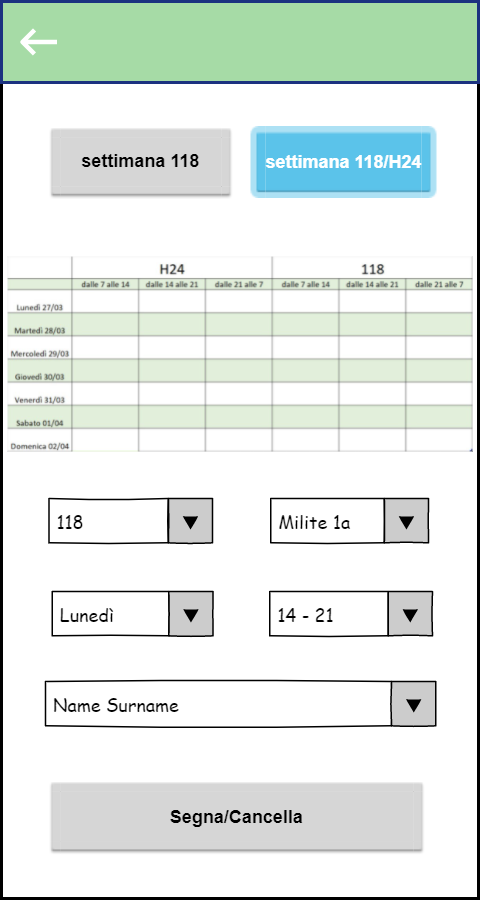 settimana 118 settimana 118/H24
H24 118
dalle 7 alle 14 dalle 14 alle 21 dalle 21 alle 7 dalle 7 alle 14 dalle 14 alle 21 dalle 21 alle 7
Lunedì 27/03
Martedì 28/03
Mercoledì 29/03
Giovedì 30/03
Venerdì 31/03
Sabato 01/04
Domenica 02/04
118 Milite 1a
Lunedì 14 - 21
Name Surname
Segna/Cancella